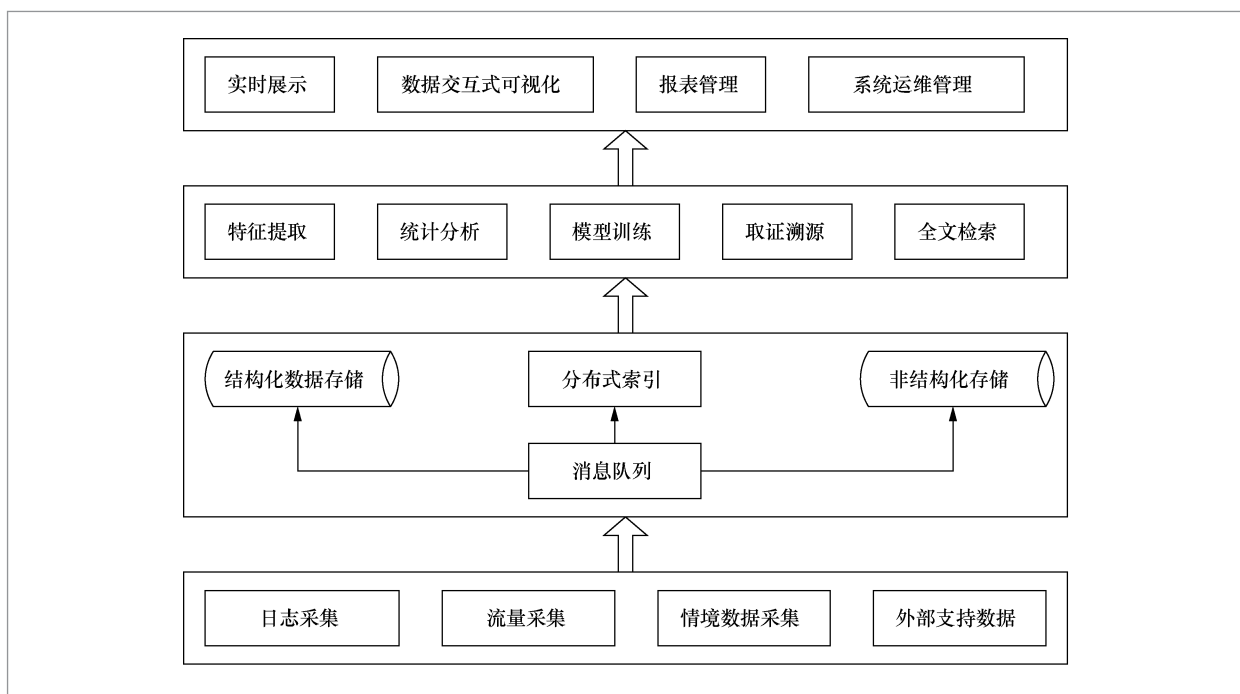 实时展示
数据交互式可视化
报表管理
系统运维管理
特征提取
统计分析
模型训练
取证溯源
全文检索
结构化数据存储
分布式索引
非结构化存储
消息队列
日志采集
流量采集
情境数据采集
外部支持数据